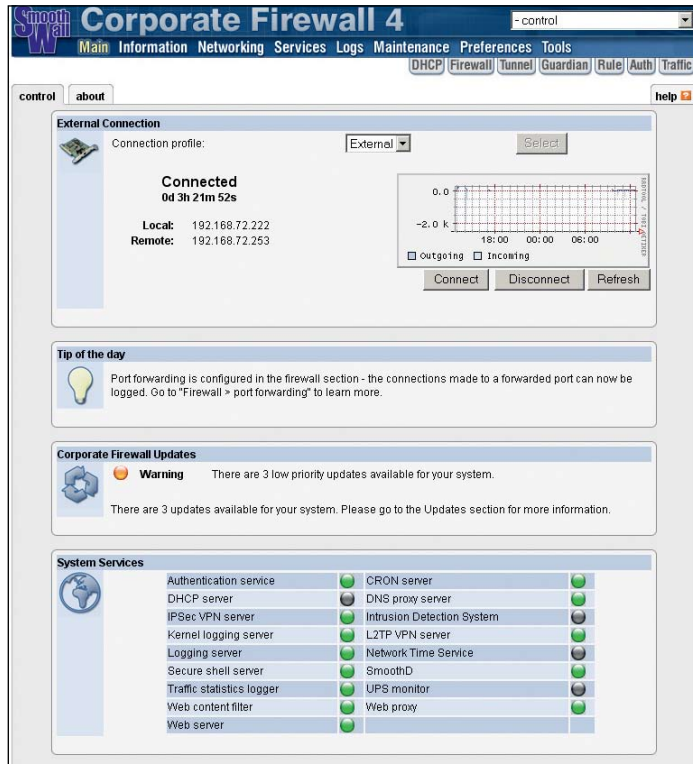 Smooth Wall Corporate Firewall 4
- control
Main Information Networking Services Logs Maintenance Preferences Tools
DHCP Firewall Tunnel Guardian Rule Auth Traffic
control about help ?
External Connection
Connection profile: External Select
Connected
0d 3h 21m 52s
Local: 192.168.72.222
Remote: 192.168.72.253
0.0
-2.0 k
18:00 00:00 06:00
Outgoing Incoming
Connect Disconnect Refresh
Tip of the day
Port forwarding is configured in the firewall section - the connections made to a forwarded port can now be
logged. Go to "Firewall > port forwarding" to learn more.
Corporate Firewall Updates
Warning There are 3 low priority updates available for your system.
There are 3 updates available for your system. Please go to the Updates section for more information.
System Services
Authentication service CRON server
DHCP server DNS proxy server
IPSec VPN server Intrusion Detection System
Kernel logging server L2TP VPN server
Logging server Network Time Service
Secure shell server SmoothD
Traffic statistics logger UPS monitor
Web content filter Web proxy
Web server